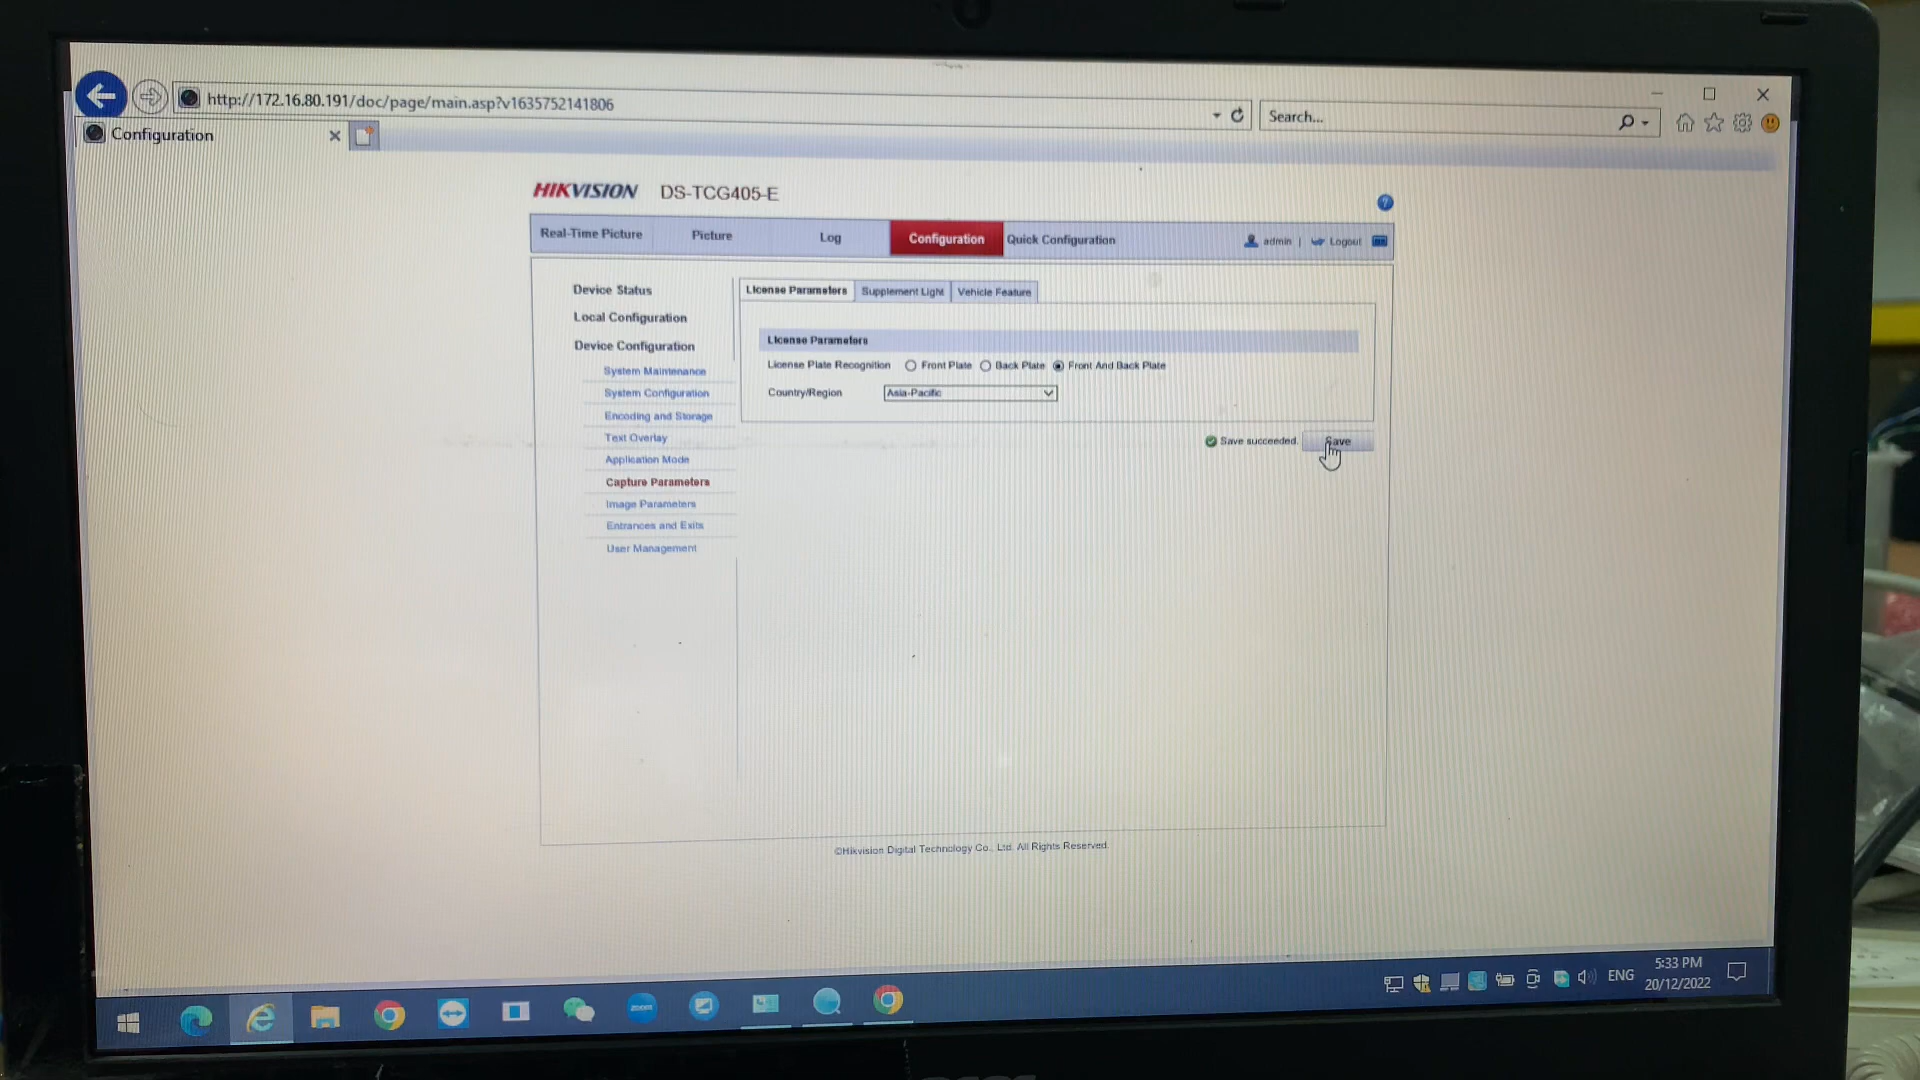 http://172.16.80.191/doc/page/main.asp?v1635752141806
Search...
Configuration
HIKVISION DS-TCG405-E
Real-Time Picture Picture Log Configuration Quick Configuration admin | Logout
Device Status
Local Configuration
Device Configuration
System Maintenance
System Configuration
Encoding and Storage
Text Overlay
Application Mode
Capture Parameters
Image Parameters
Entrances and Exits
User Management
License Parameters Supplement Light Vehicle Feature
License Parameters
License Plate Recognition Front Plate Back Plate Front And Back Plate
Country/Region Asia-Pacific
Save succeeded. Save
©Hikvision Digital Technology Co., Ltd. All Rights Reserved.
zoom
ENG
5:33 PM
20/12/2022